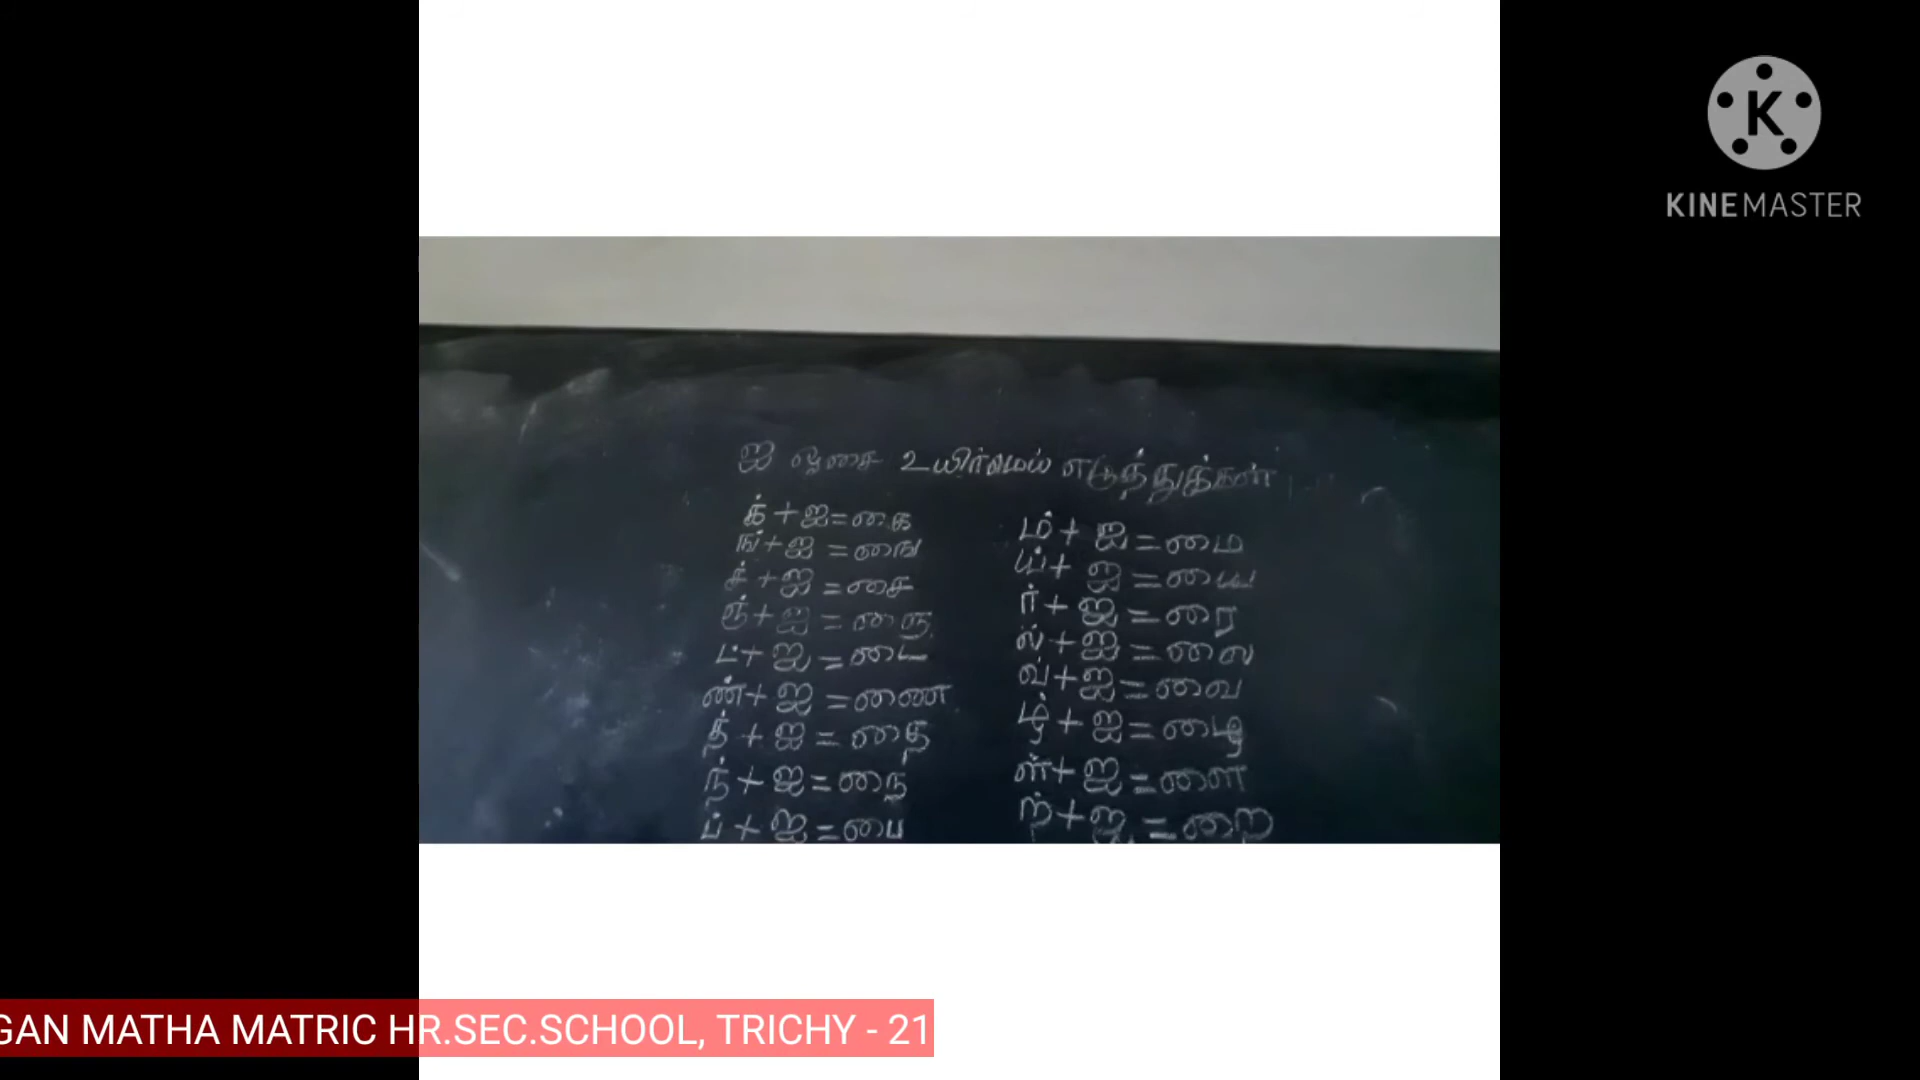 KINEMASTER
ஐ ஓசை உயிர்மெய் எழுத்துக்கள்
க்+ஐ=கை
ங்+ஐ=ஙை
ச்+ஐ=சை
ஞ்+ஐ=ஞை
ட்+ஐ=டை
ண்+ஐ=ணை
த்+ஐ=தை
ந்+ஐ=நை
ப்+ஐ=பை
ம்+ஐ=மை
ய்+ஐ=யை
ர்+ஐ=ரை
ல்+ஐ=லை
வ்+ஐ=வை
ழ்+ஐ=ழை
ள்+ஐ=ளை
ற்+ஐ=றை
GAN MATHA MATRIC HR.SEC.SCHOOL, TRICHY - 21